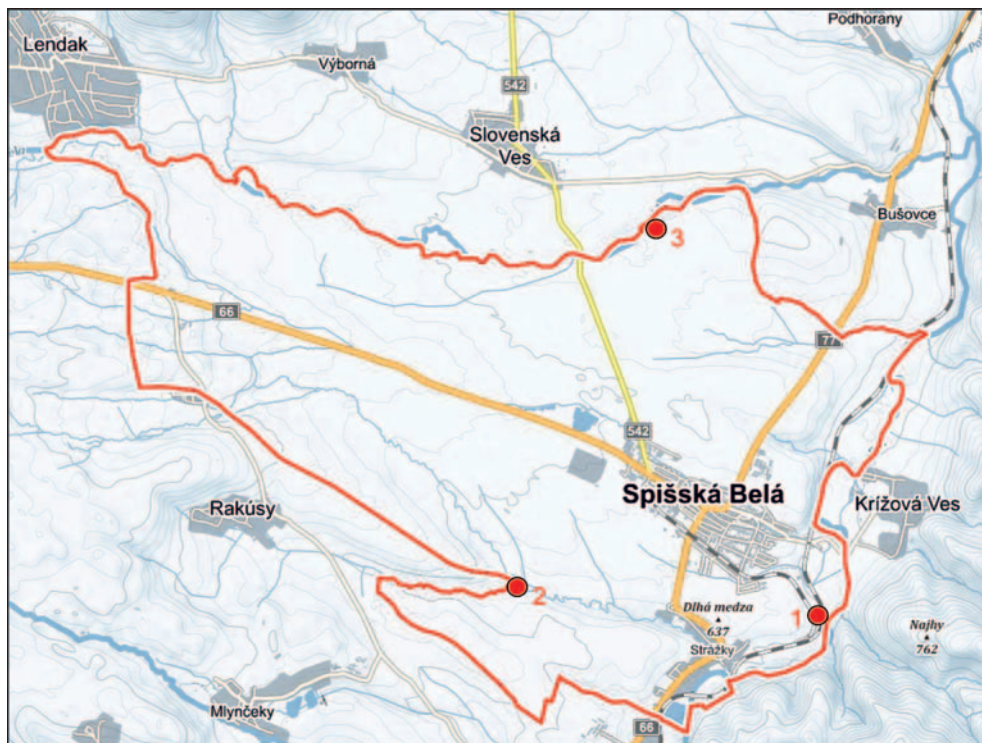 Podhorany
Lendak
Výborná
542
Slovenská
Ves
Bušovce
3
66
77
542
Spišská Belá
Krížová Ves
Rakúsy
2
Dlhá medza
637
1
Najhy
762
Strážky
Mlynčeky
66